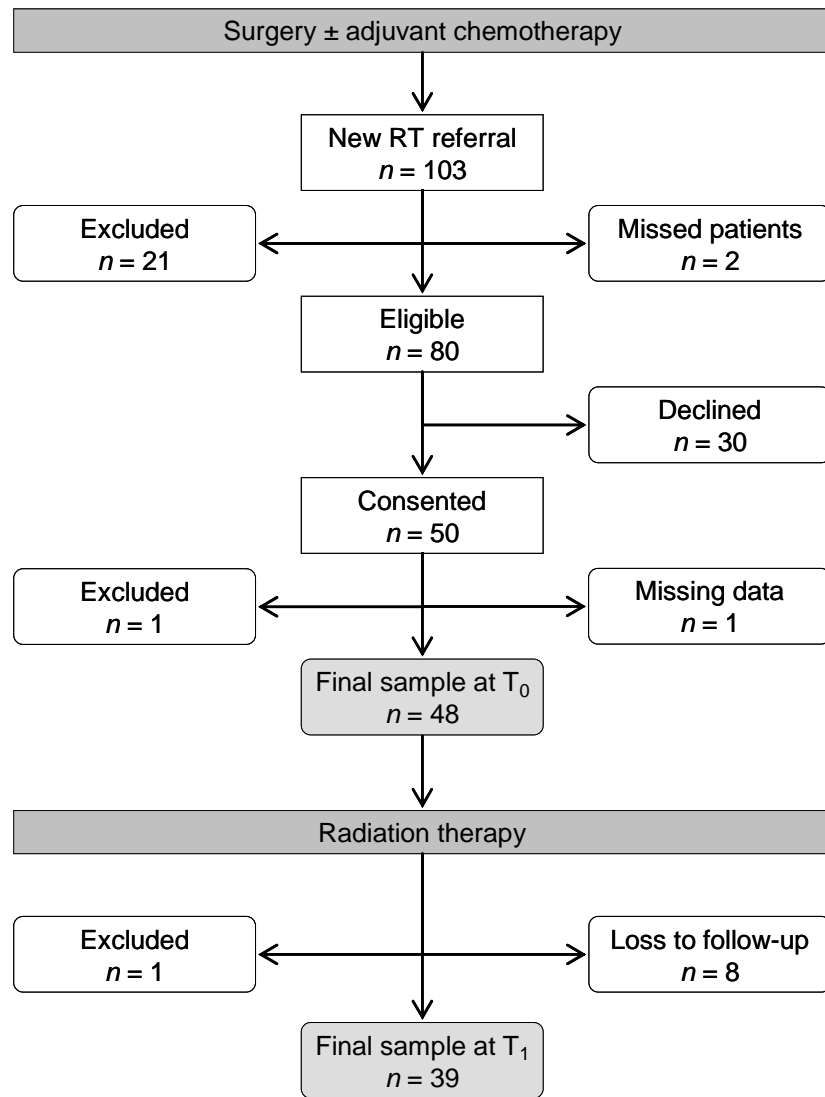 Surgery ± adjuvant chemotherapy
New RT referral
n = 103
Excluded
n = 21
Missed patients
n = 2
Eligible
n = 80
Declined
n = 30
Consented
n = 50
Excluded
n = 1
Missing data
n = 1
Final sample at T₀
n = 48
Radiation therapy
Excluded
n = 1
Loss to follow-up
n = 8
Final sample at T₁
n = 39